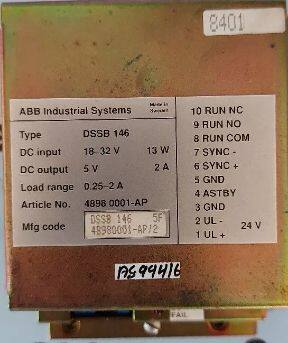 8401
ABB Industrial Systems Made in Sweden
Type DSSB 146
DC input 18-32 V 13 W
DC output 5 V 2 A
Load range 0.25-2 A
Article No. 4898 0001-AP
Mfg code DSSB 146 5F
48980001-AP/2
10 RUN NC
9 RUN NO
8 RUN COM
7 SYNC -
6 SYNC +
5 GND
4 ASTBY
3 GND
2 UL - 24 V
1 UL +
AS94416
FAIL